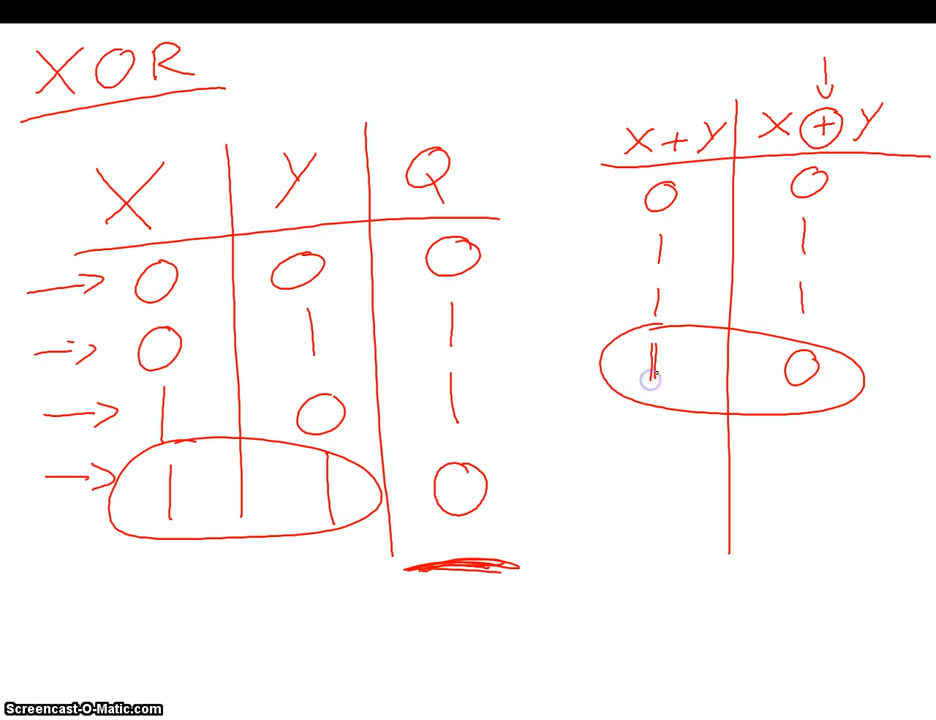 XOR
X Y Q
0 0 0
0 1 1
1 0 1
1 1 0
X + Y X ⊕ Y
0 0
1 1
1 1
1 0
Screencast-O-Matic.com